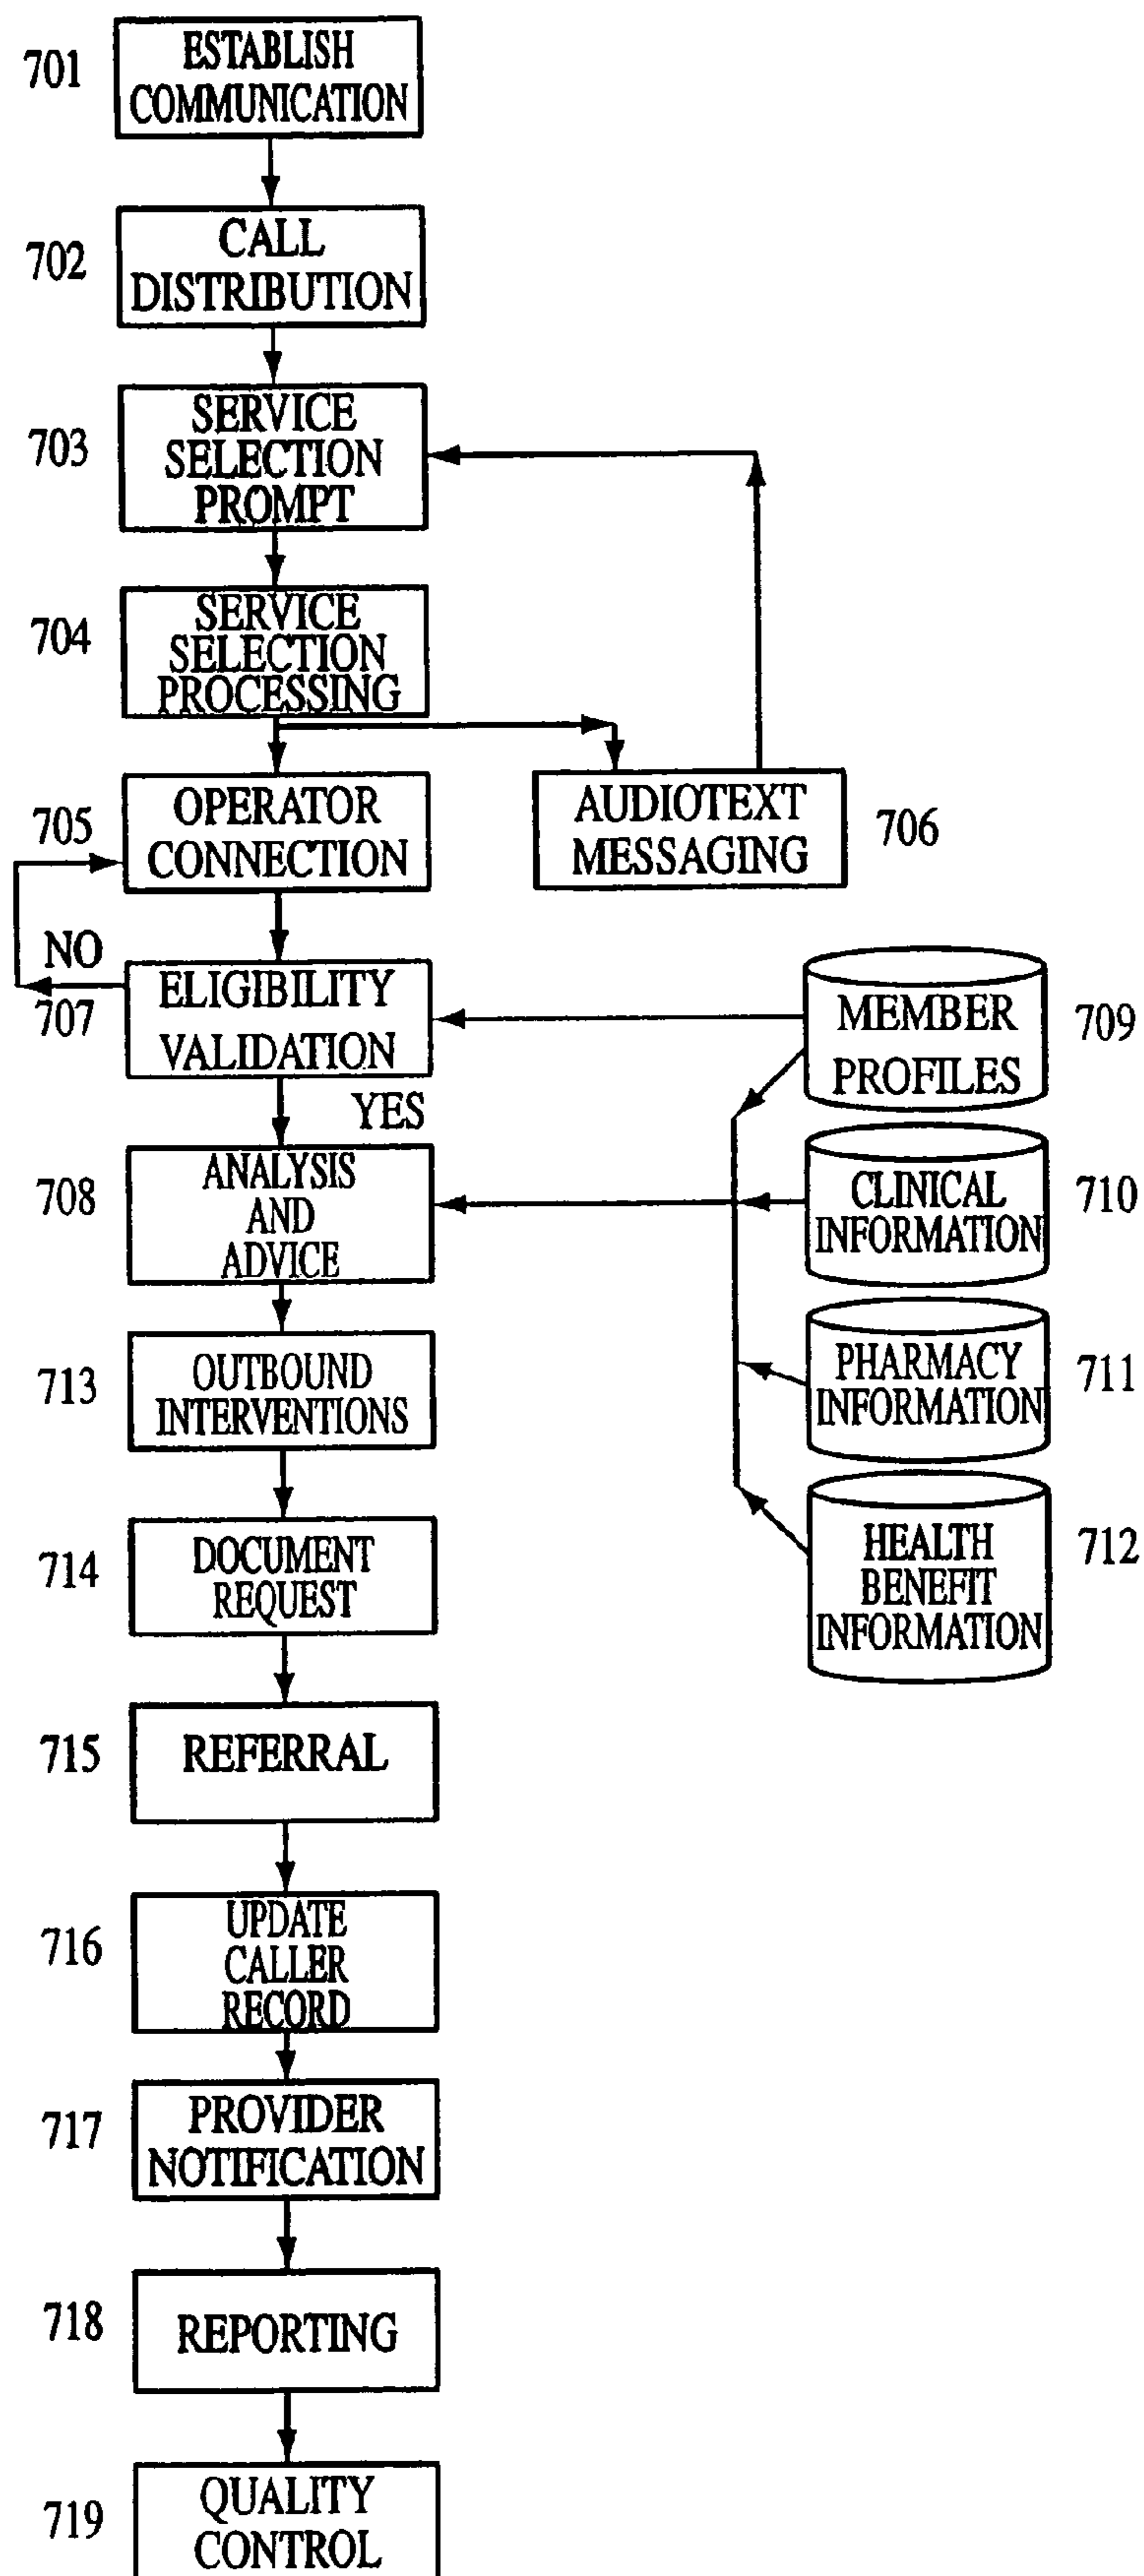 701
ESTABLISH
COMMUNICATION
702
CALL
DISTRIBUTION
703
SERVICE
SELECTION
PROMPT
704
SERVICE
SELECTION
PROCESSING
705
OPERATOR
CONNECTION
AUDIOTEXT
MESSAGING
706
NO
707
ELIGIBILITY
VALIDATION
MEMBER
PROFILES
709
YES
708
ANALYSIS
AND
ADVICE
CLINICAL
INFORMATION
710
713
OUTBOUND
INTERVENTIONS
PHARMACY
INFORMATION
711
714
DOCUMENT
REQUEST
HEALTH
BENEFIT
INFORMATION
712
715
REFERRAL
716
UPDATE
CALLER
RECORD
717
PROVIDER
NOTIFICATION
718
REPORTING
719
QUALITY
CONTROL